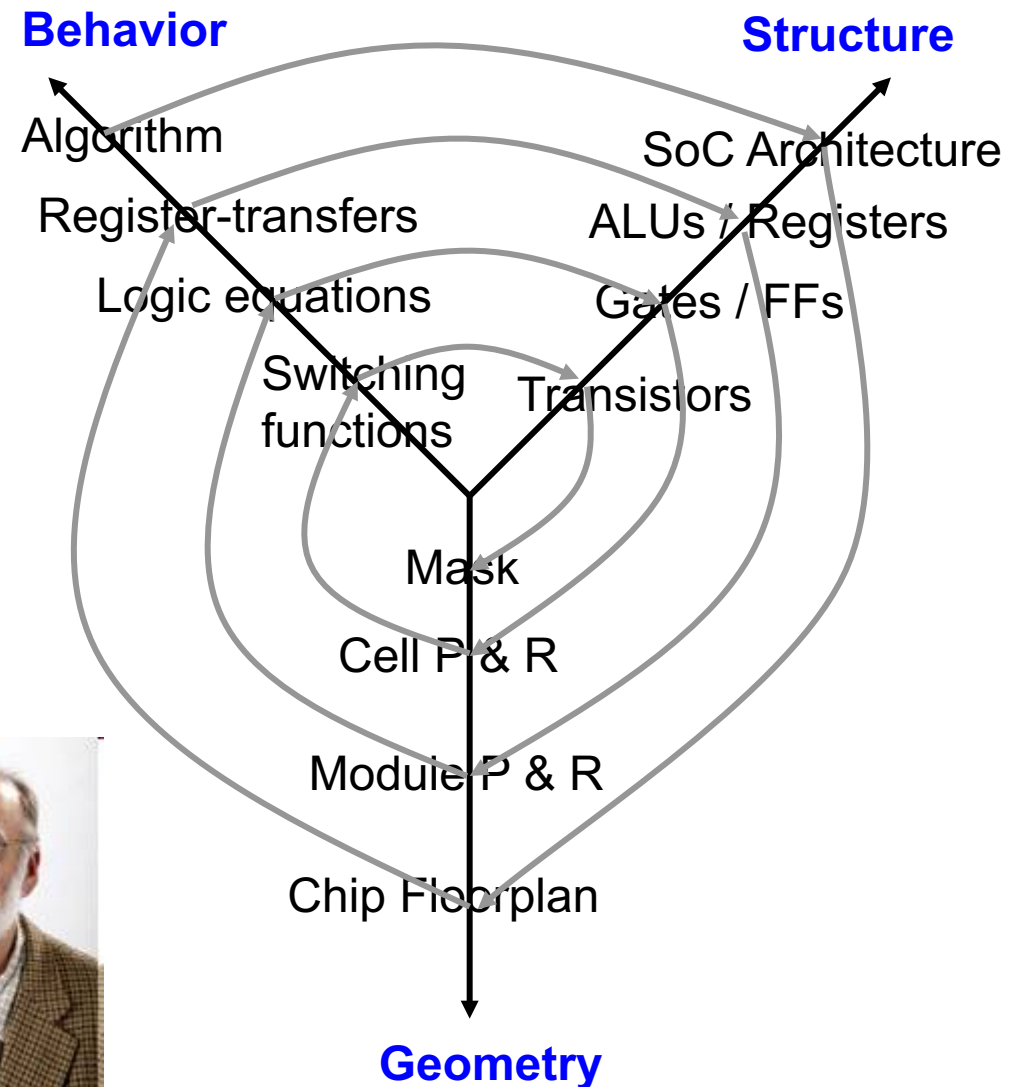 Behavior
Structure
Algorithm
SoC Architecture
Register-transfers
ALUs / Registers
Logic equations
Gates / FFs
Switching
functions
Transistors
Mask
Cell P & R
Module P & R
Chip Floorplan
Geometry